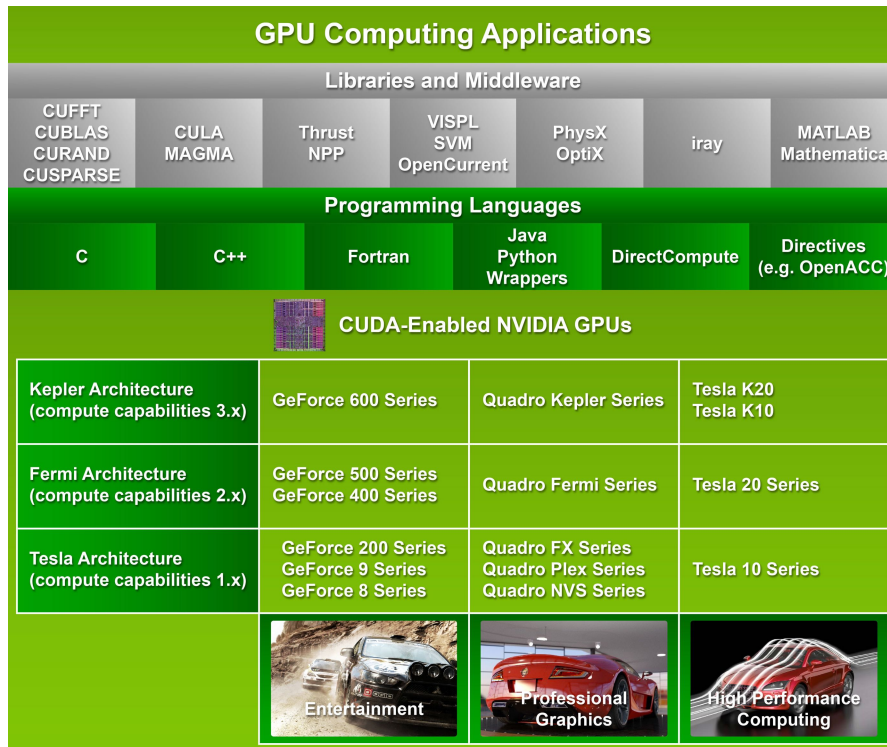 GPU Computing Applications
Libraries and Middleware
CUFFT
CUBLAS
CURAND
CUSPARSE
CULA
MAGMA
Thrust
NPP
VISPL
SVM
OpenCurrent
PhysX
OptiX
iray
MATLAB
Mathematica
Programming Languages
C
C++
Fortran
Java
Python
Wrappers
DirectCompute
Directives
(e.g. OpenACC)
CUDA-Enabled NVIDIA GPUs
Kepler Architecture
(compute capabilities 3.x)
GeForce 600 Series
Quadro Kepler Series
Tesla K20
Tesla K10
Fermi Architecture
(compute capabilities 2.x)
GeForce 500 Series
GeForce 400 Series
Quadro Fermi Series
Tesla 20 Series
Tesla Architecture
(compute capabilities 1.x)
GeForce 200 Series
GeForce 9 Series
GeForce 8 Series
Quadro FX Series
Quadro Plex Series
Quadro NVS Series
Tesla 10 Series
Entertainment
Professional
Graphics
High Performance
Computing